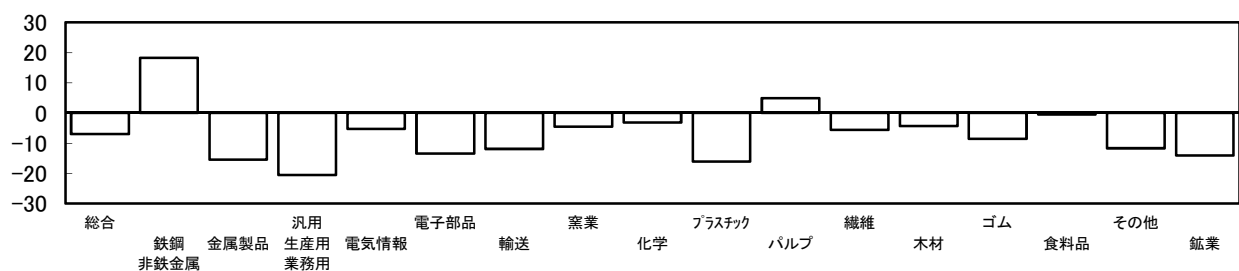 30
20
10
0
-10
-20
-30
総合
鉄鋼
非鉄金属
金属製品
汎用
生産用
業務用
電気情報
電子部品
輸送
窯業
化学
ﾌﾟﾗｽﾁｯｸ
パルプ
繊維
木材
ゴム
食料品
その他
鉱業